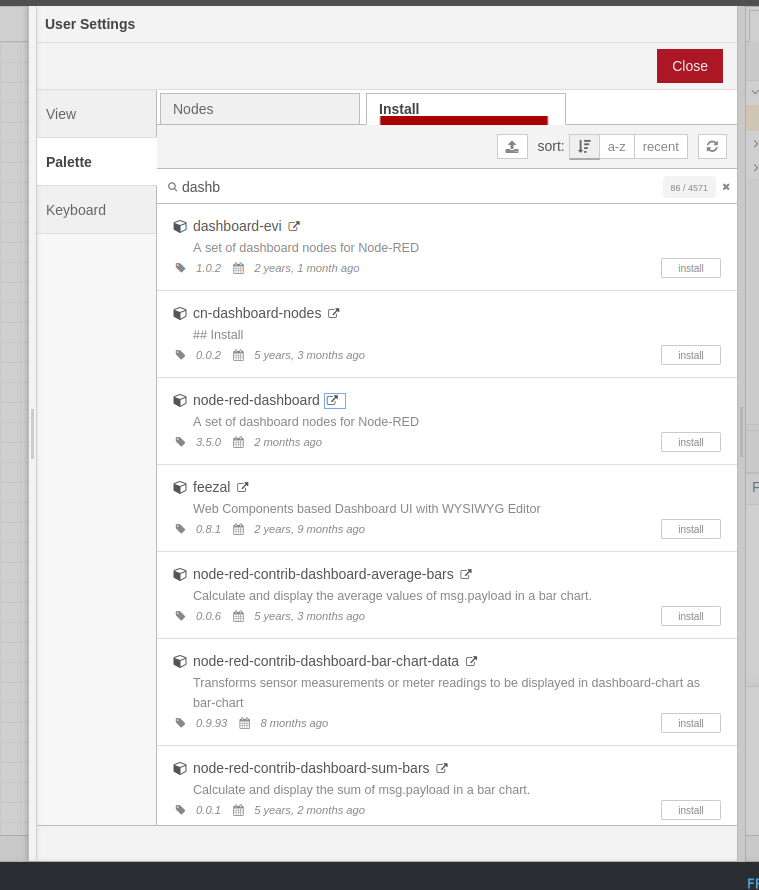 User Settings
Close
View
Palette
Keyboard
Nodes
Install
sort:
a-z
recent
dashb
86 / 4571
dashboard-evi
A set of dashboard nodes for Node-RED
1.0.2 2 years, 1 month ago
install
cn-dashboard-nodes
## Install
0.0.2 5 years, 3 months ago
install
node-red-dashboard
A set of dashboard nodes for Node-RED
3.5.0 2 months ago
install
feezal
Web Components based Dashboard UI with WYSIWYG Editor
0.8.1 2 years, 9 months ago
install
node-red-contrib-dashboard-average-bars
Calculate and display the average values of msg.payload in a bar chart.
0.0.6 5 years, 3 months ago
install
node-red-contrib-dashboard-bar-chart-data
Transforms sensor measurements or meter readings to be displayed in dashboard-chart as
bar-chart
0.9.93 8 months ago
install
node-red-contrib-dashboard-sum-bars
Calculate and display the sum of msg.payload in a bar chart.
0.0.1 5 years, 2 months ago
install